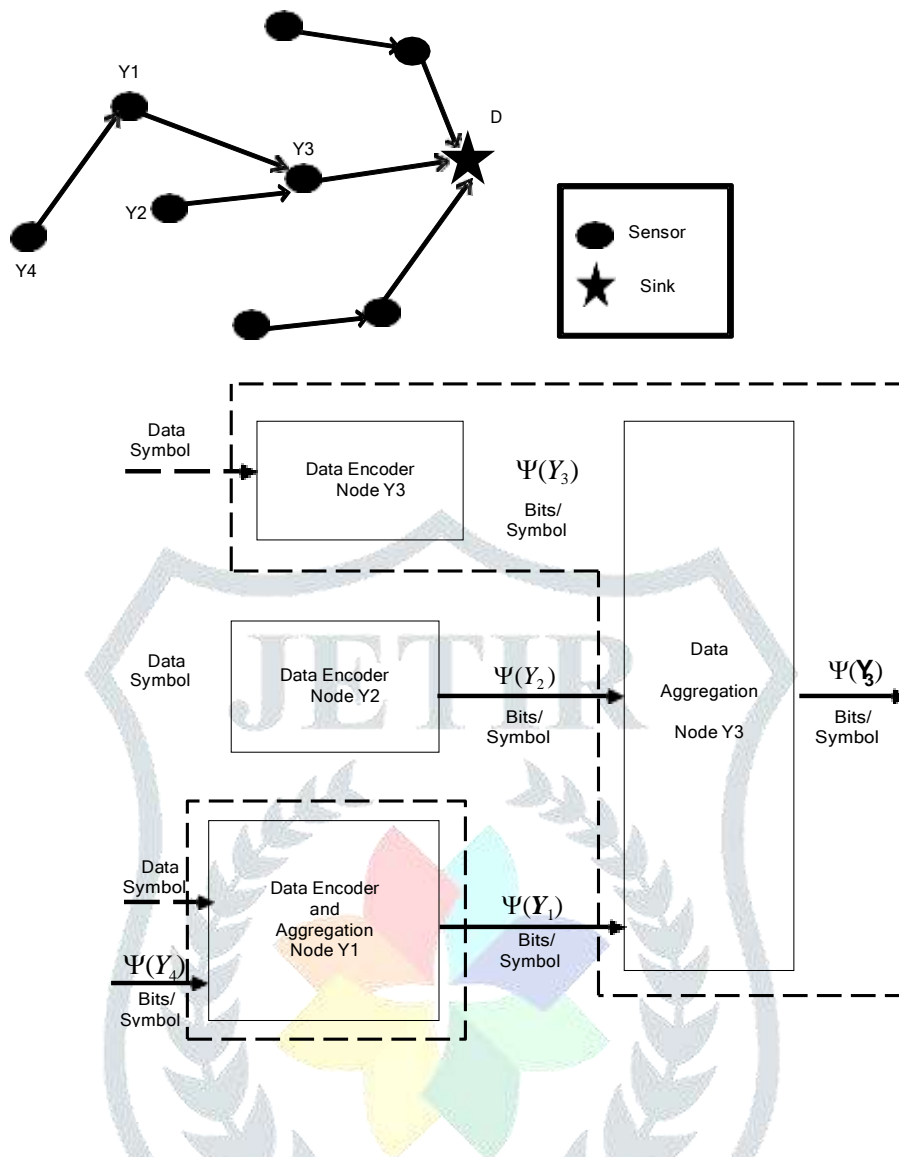 Y1
D
Y3
Y2
Y4
Sensor
Sink
Data
Symbol
Data Encoder
Node Y3
Ψ(Y₃)
Bits/
Symbol
JETIR
Data
Symbol
Data Encoder
Node Y2
Ψ(Y₂)
Bits/
Symbol
Data
Aggregation
Node Y3
Ψ(Y₃)
Bits/
Symbol
Data
Symbol
Ψ(Y₄)
Bits/
Symbol
Data Encoder
and
Aggregation
Node Y1
Ψ(Y₁)
Bits/
Symbol